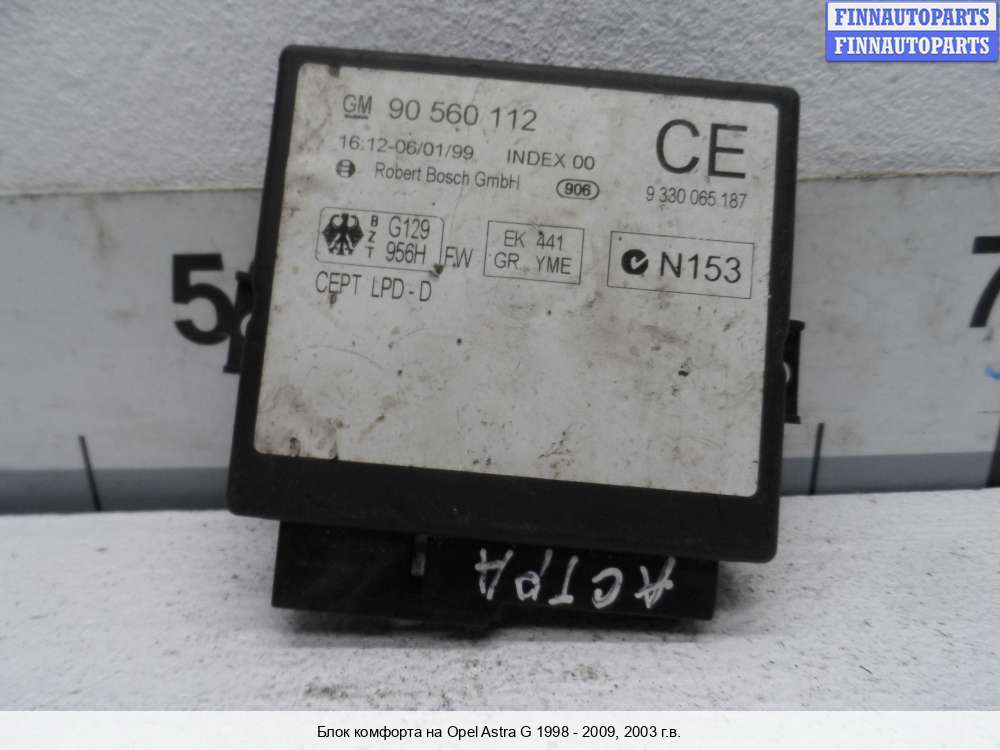 FINNAUTOPARTS
FINNAUTOPARTS
GM 90 560 112
16:12-06/01/99 INDEX 00
Robert Bosch GmbH 906
CE
9 330 065 187
BZT G129 956H F.W
EK 441
GR YME
N153
CEPT LPD-D
5
7
АСТРА
Блок комфорта на Opel Astra G 1998 - 2009, 2003 г.в.